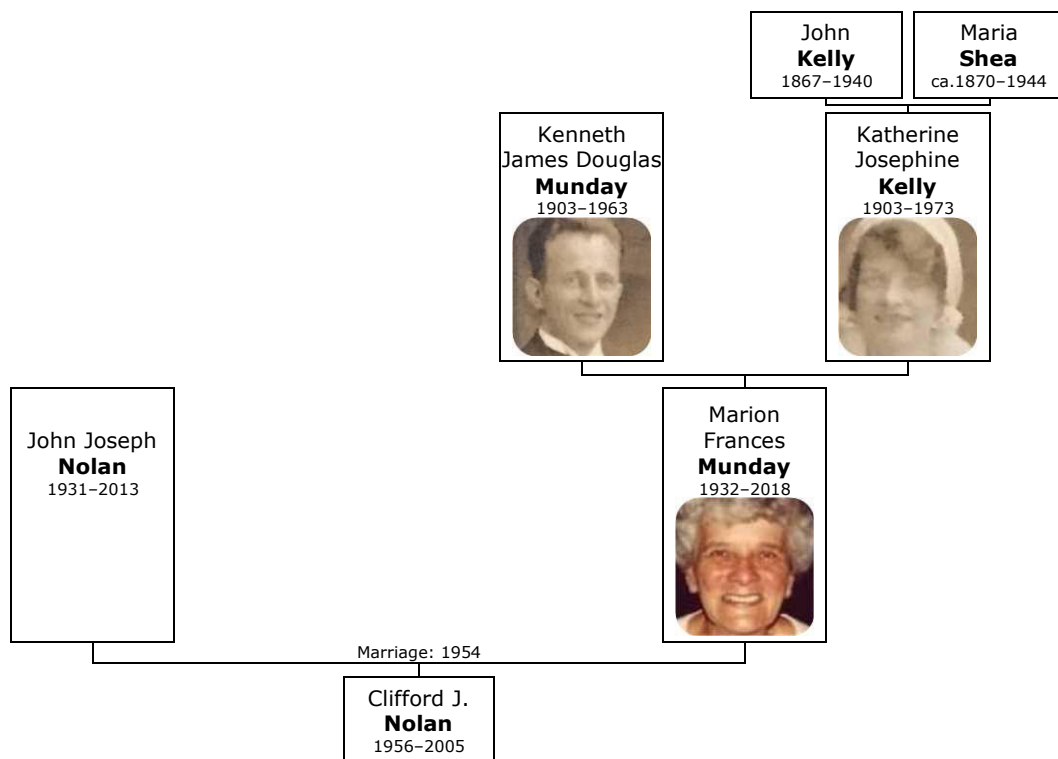 John
Kelly
1867–1940
Maria
Shea
ca.1870–1944
Kenneth
James Douglas
Munday
1903–1963
Katherine
Josephine
Kelly
1903–1973
John Joseph
Nolan
1931–2013
Marion
Frances
Munday
1932–2018
Marriage: 1954
Clifford J.
Nolan
1956–2005